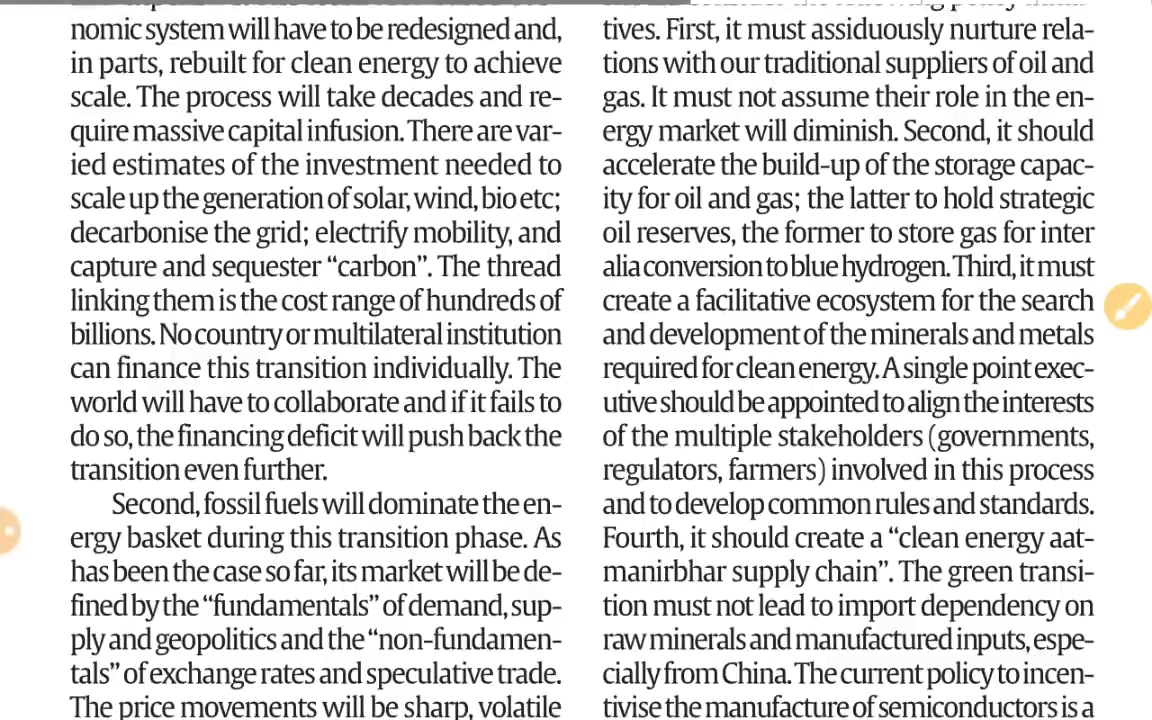 nomic system will have to be redesigned and,
in parts, rebuilt for clean energy to achieve
scale. The process will take decades and re-
quire massive capital infusion. There are var-
ied estimates of the investment needed to
scale up the generation of solar, wind, bio etc;
decarbonise the grid; electrify mobility, and
capture and sequester “carbon”. The thread
linking them is the cost range of hundreds of
billions. No country or multilateral institution
can finance this transition individually. The
world will have to collaborate and if it fails to
do so, the financing deficit will push back the
transition even further.
Second, fossil fuels will dominate the en-
ergy basket during this transition phase. As
has been the case so far, its market will be de-
fined by the “fundamentals” of demand, sup-
ply and geopolitics and the “non-fundamen-
tals” of exchange rates and speculative trade.
The price movements will be sharp, volatile
tives. First, it must assiduously nurture rela-
tions with our traditional suppliers of oil and
gas. It must not assume their role in the en-
ergy market will diminish. Second, it should
accelerate the build-up of the storage capac-
ity for oil and gas; the latter to hold strategic
oil reserves, the former to store gas for inter
alia conversion to blue hydrogen. Third, it must
create a facilitative ecosystem for the search
and development of the minerals and metals
required for clean energy. A single point exec-
utive should be appointed to align the interests
of the multiple stakeholders (governments,
regulators, farmers) involved in this process
and to develop common rules and standards.
Fourth, it should create a “clean energy aat-
manirbhar supply chain”. The green transi-
tion must not lead to import dependency on
raw minerals and manufactured inputs, espe-
cially from China. The current policy to incen-
tivise the manufacture of semiconductors is a